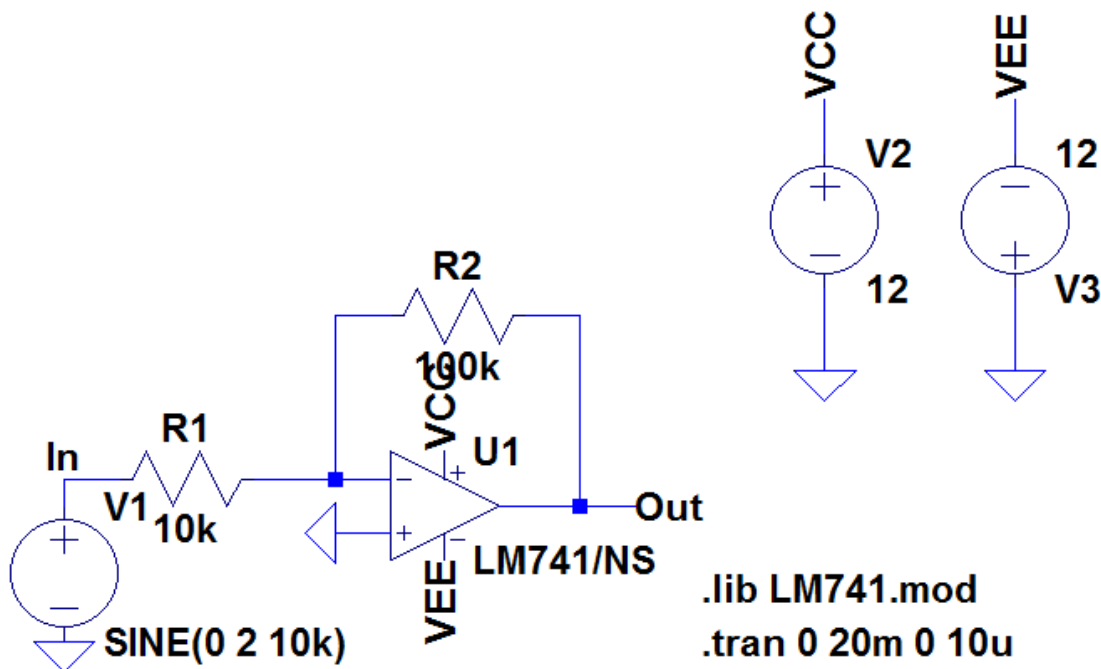 VCC
VEE
V2
12
12
V3
R2
100k
VCC
In
R1
V1
10k
U1
Out
LM741/NS
VEE
SINE(0 2 10k)
.lib LM741.mod
.tran 0 20m 0 10u